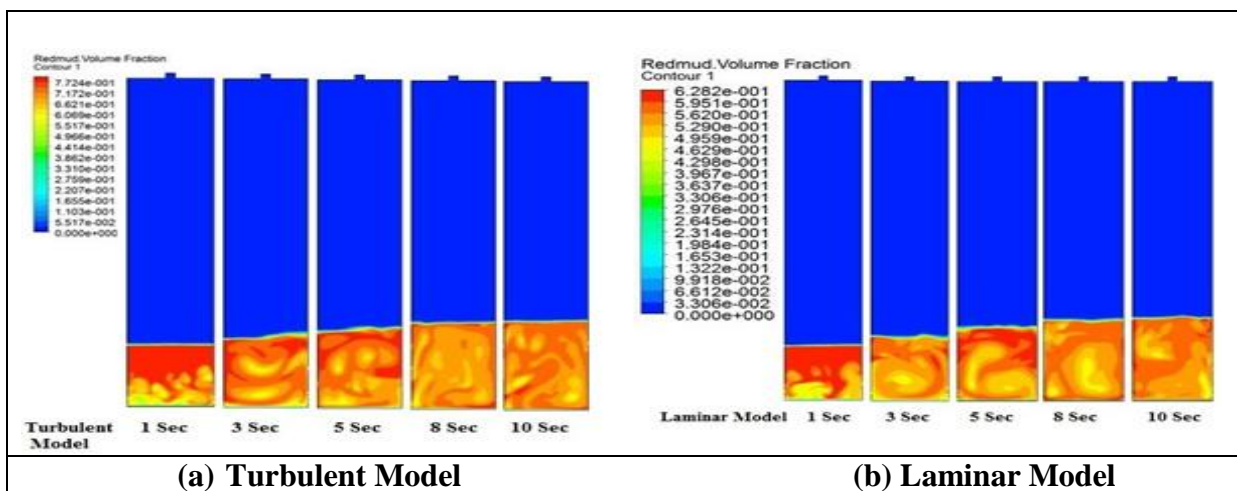 Redmud.Volume Fraction
Contour 1
7.724e-001
7.172e-001
6.621e-001
6.069e-001
5.517e-001
4.966e-001
4.414e-001
3.862e-001
3.310e-001
2.759e-001
2.207e-001
1.655e-001
1.103e-001
5.517e-002
0.000e+000
Turbulent Model 1 Sec 3 Sec 5 Sec 8 Sec 10 Sec
Redmud.Volume Fraction
Contour 1
6.282e-001
5.951e-001
5.620e-001
5.290e-001
4.959e-001
4.629e-001
4.298e-001
3.967e-001
3.637e-001
3.306e-001
2.976e-001
2.645e-001
2.314e-001
1.984e-001
1.653e-001
1.322e-001
9.918e-002
6.612e-002
3.306e-002
0.000e+000
Laminar Model 1 Sec 3 Sec 5 Sec 8 Sec 10 Sec
(a) Turbulent Model
(b) Laminar Model